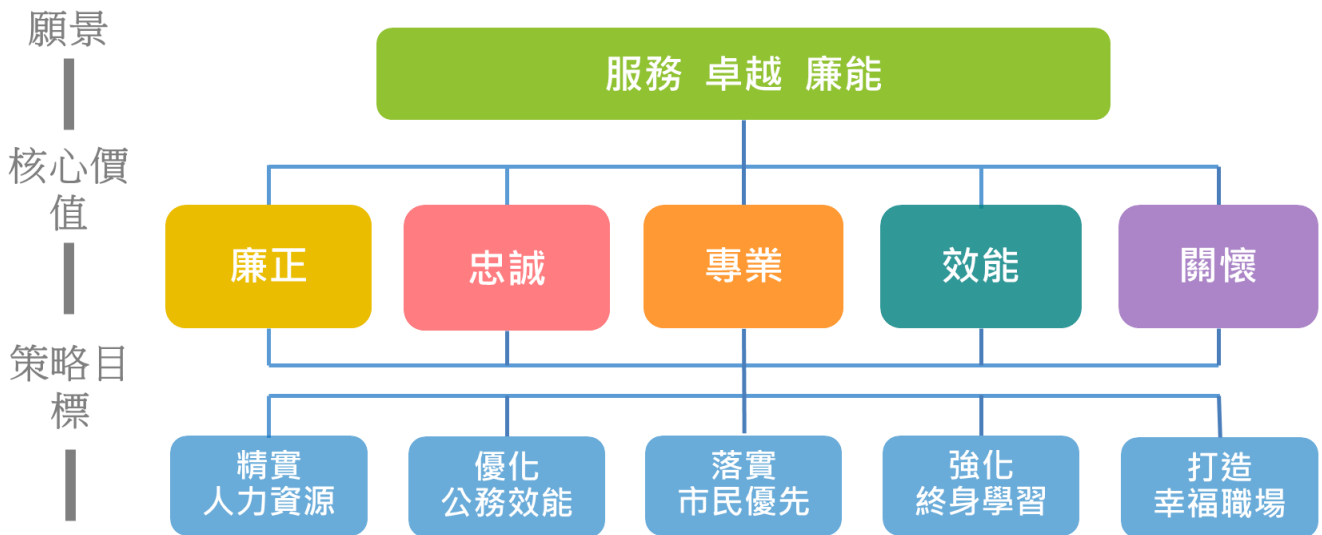 願景
服務 卓越 廉能
核心價
值
廉正
忠誠
專業
效能
關懷
策略目
標
精實
人力資源
優化
公務效能
落實
市民優先
強化
終身學習
打造
幸福職場